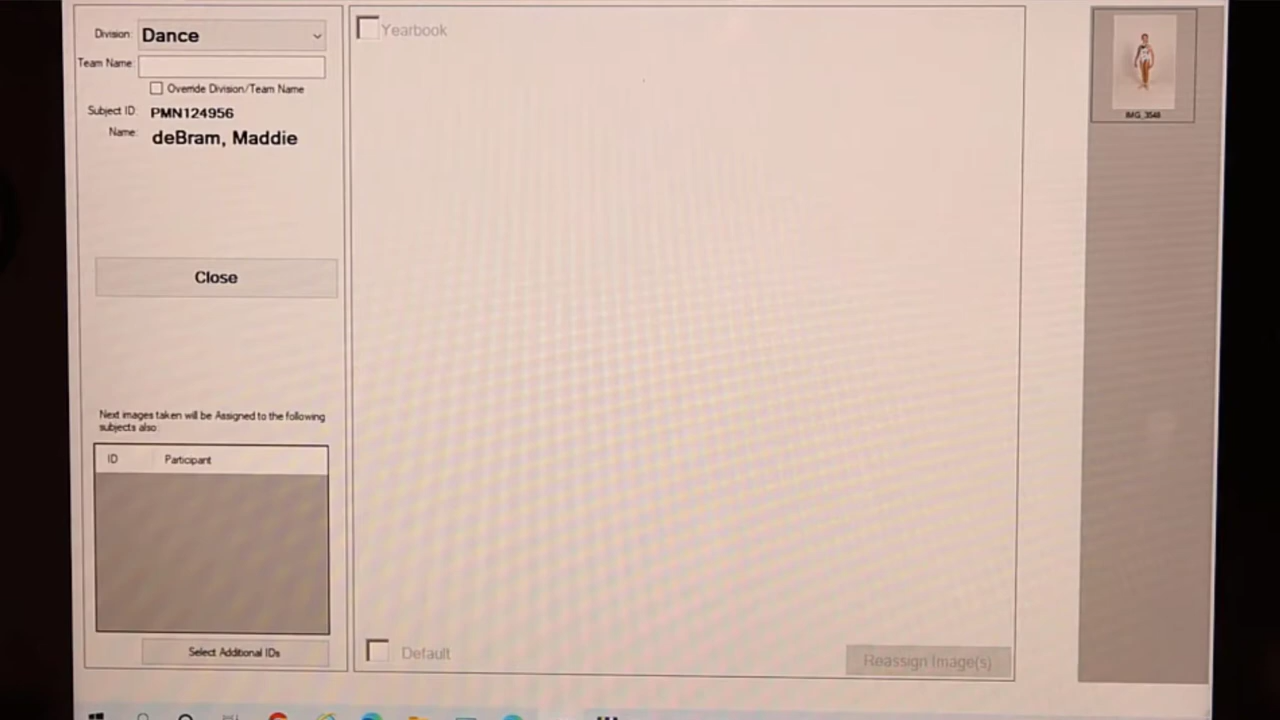 Division: Dance
Team Name:
Override Division/Team Name
Subject ID: PMN124956
Name: deBram, Maddie
Close
Next images taken will be Assigned to the following
subjects also
ID Participant
Select Additional IDs
Yearbook
Default
Reassign Image(s)
IMG_3548